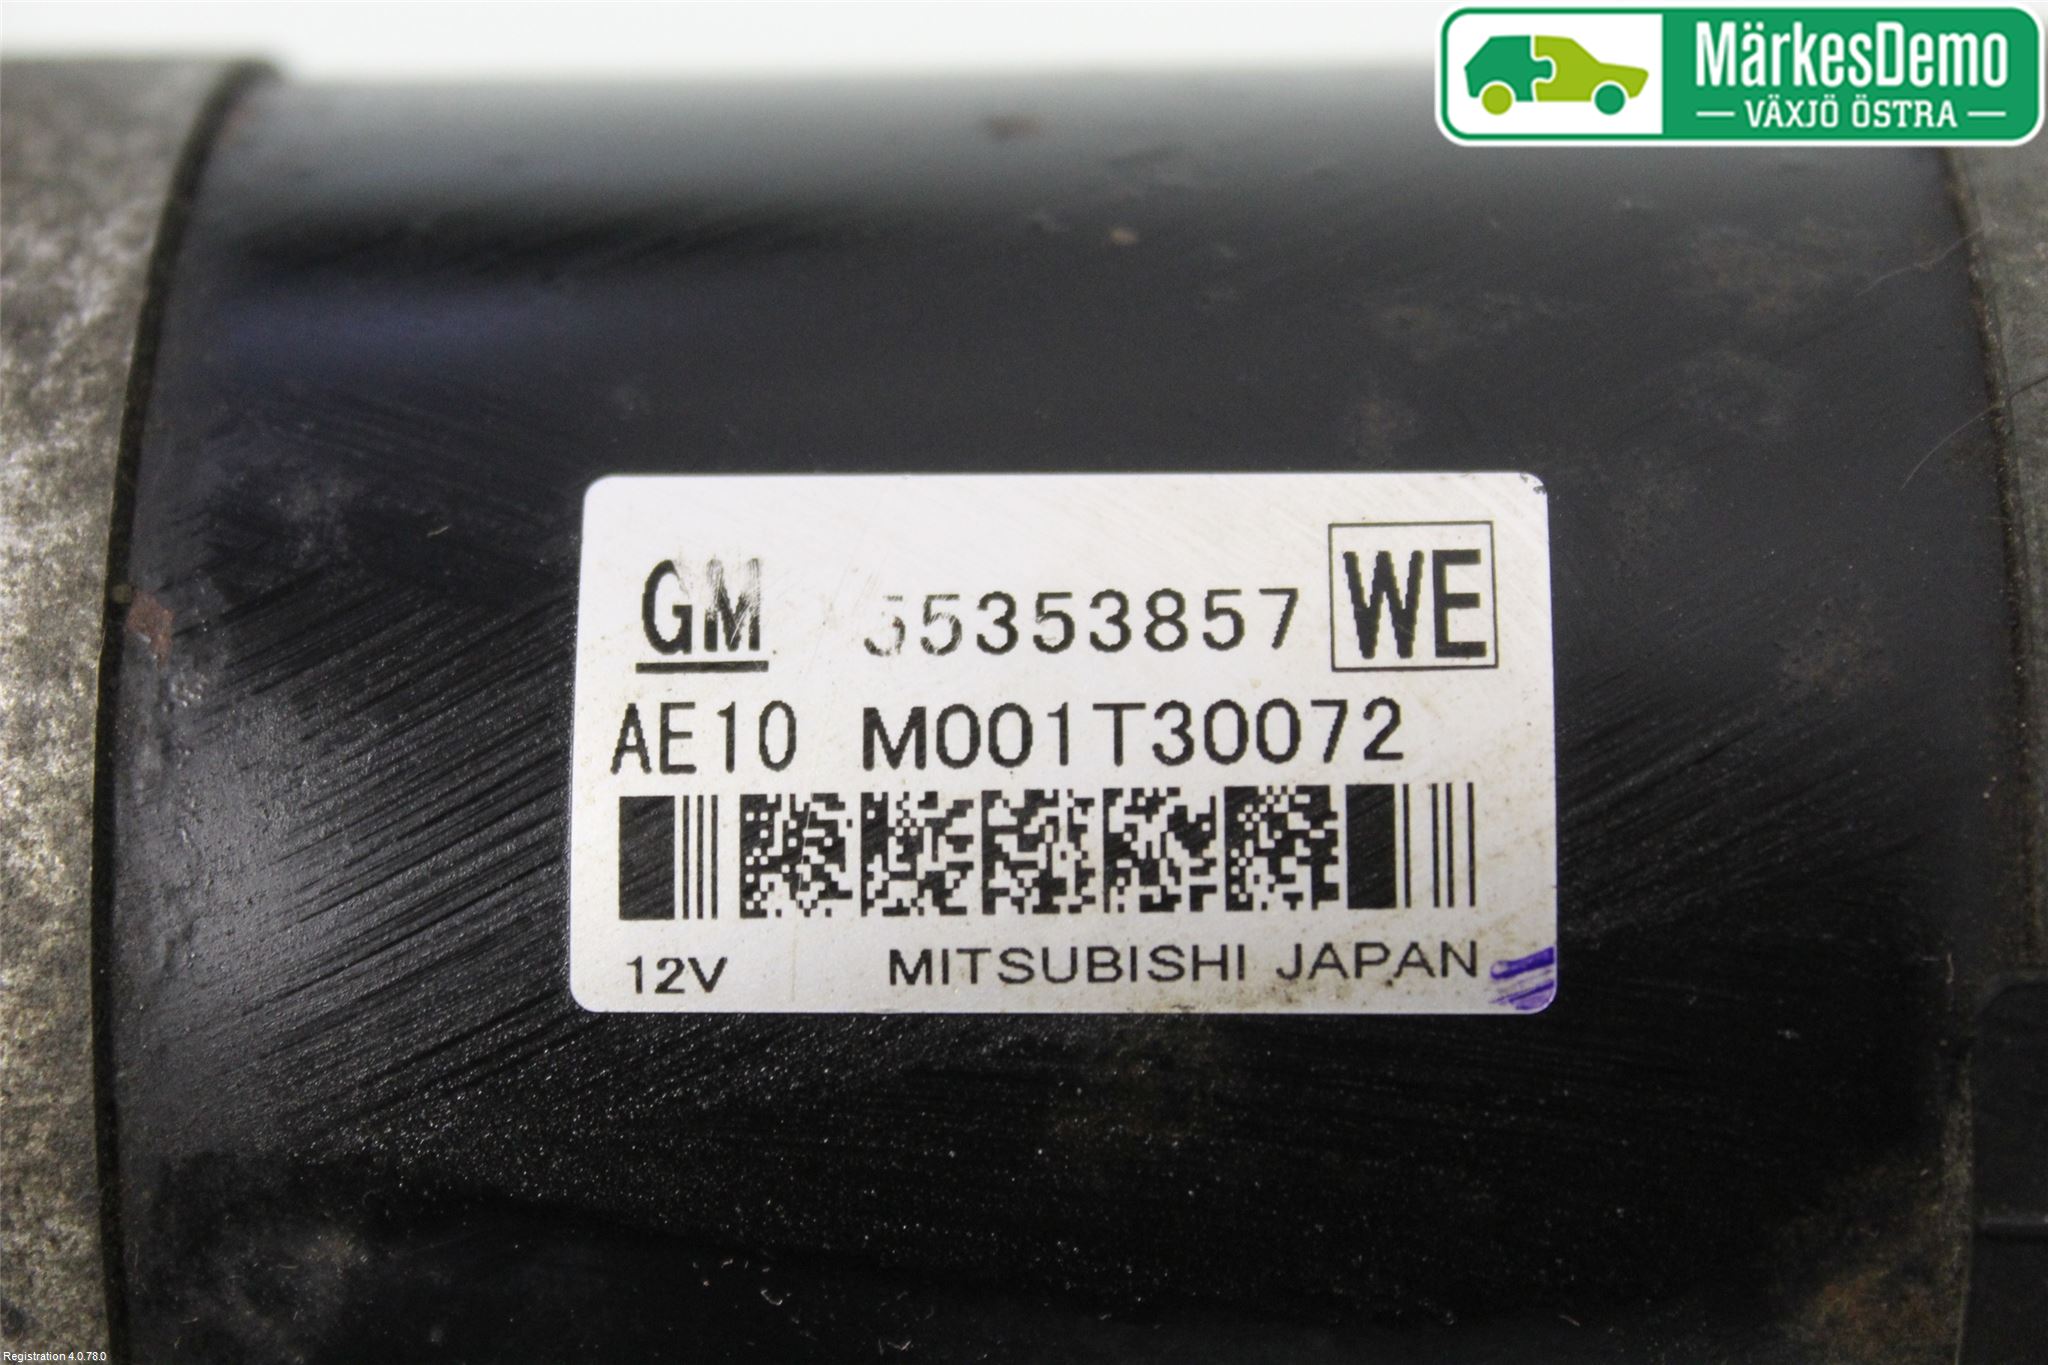 MärkesDemo
VÄXJÖ ÖSTRA
GM 55353857 WE
AE10 M001T30072
12V MITSUBISHI JAPAN
Registration 4.0.78.0